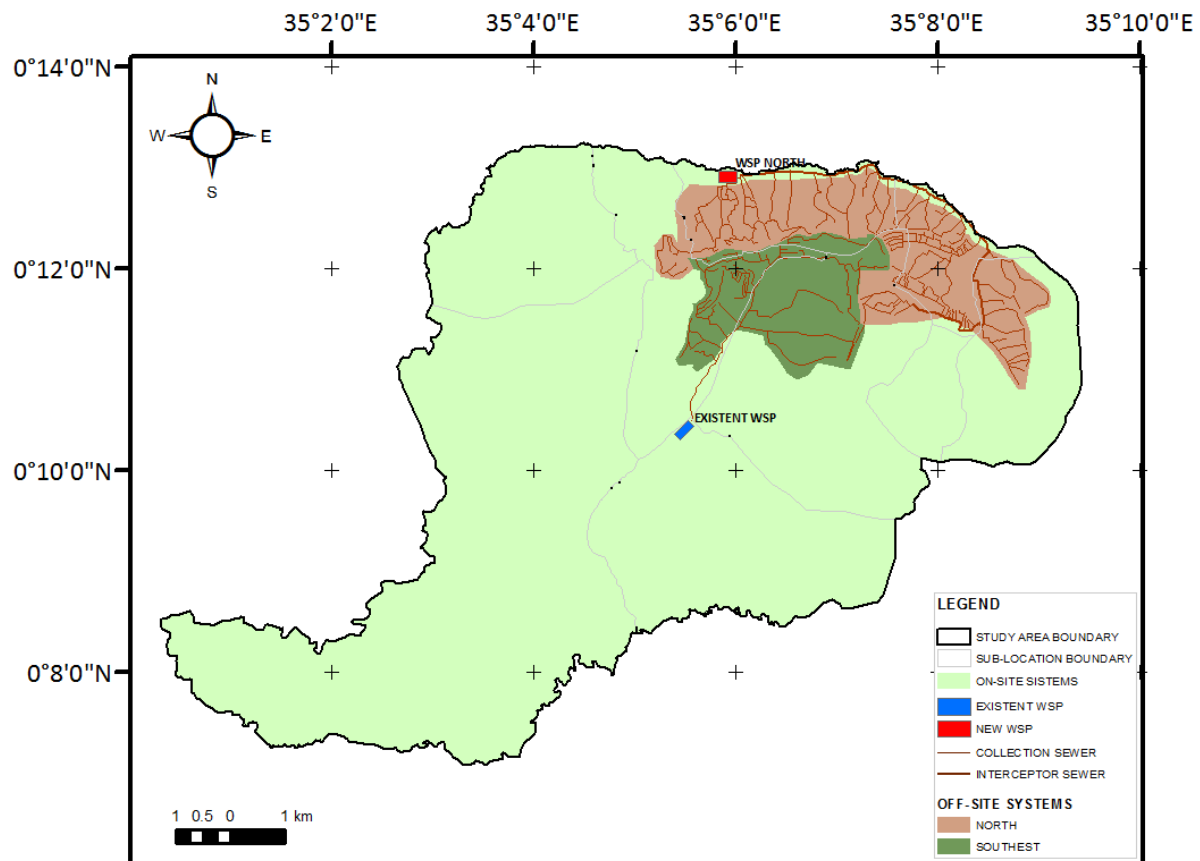 35°2'0"E 35°4'0"E 35°6'0"E 35°8'0"E 35°10'0"E
0°14'0"N
N
W E
S
WSP NORTH
0°12'0"N
EXISTENT WSP
0°10'0"N
LEGEND
STUDY AREA BOUNDARY
SUB-LOCATION BOUNDARY
0°8'0"N
ON-SITE SISTEMS
EXISTENT WSP
NEW WSP
COLLECTION SEWER
INTERCEPTOR SEWER
OFF-SITE SYSTEMS
NORTH
SOUTHEST
1 0.5 0 1 km